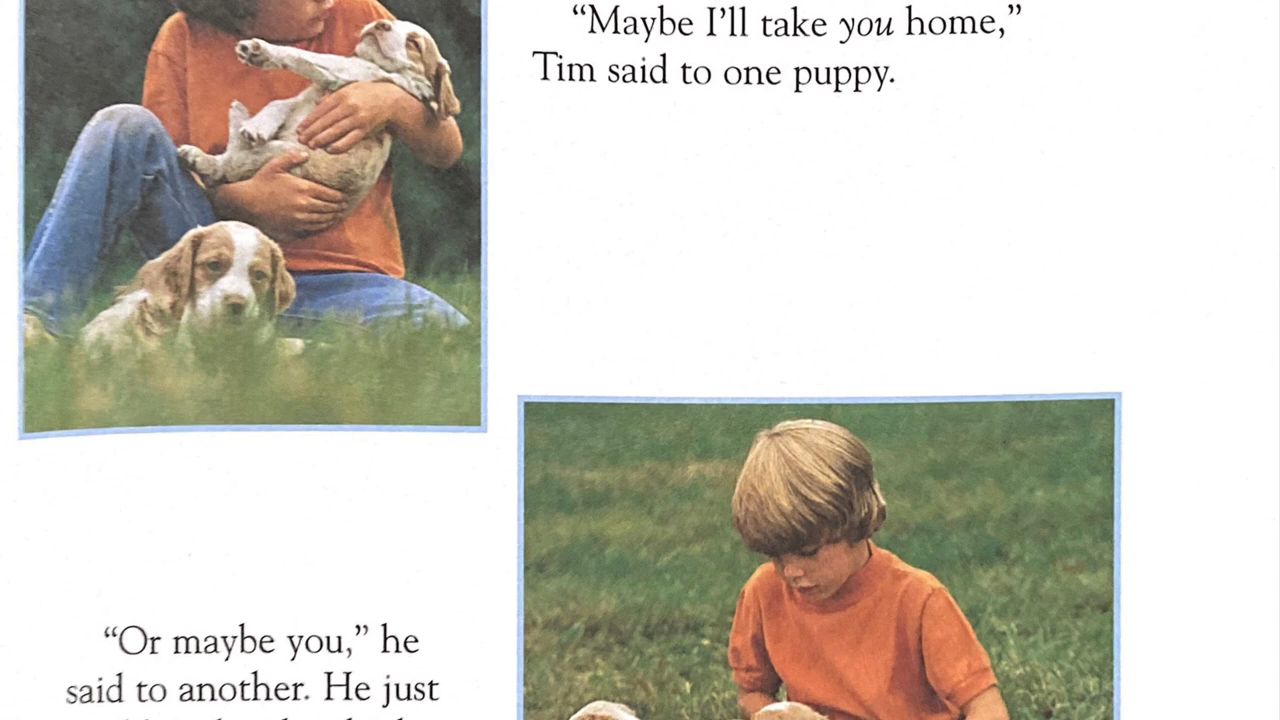 “Maybe I’ll take you home,”
Tim said to one puppy.
“Or maybe you,” he
said to another. He just